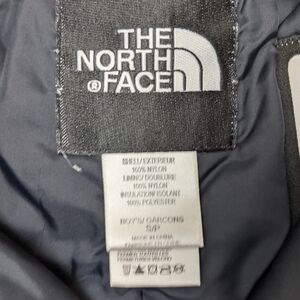 THE
NORTH
® FACE
SHELL/ EXTERIEUR
100% NYLON
LINING/ DOUBLURE
100% NYLON
INSULATION/ ISOLANT
100% POLYESTER
BOY'S/ GARCONS
S/P
MADE IN CHINA